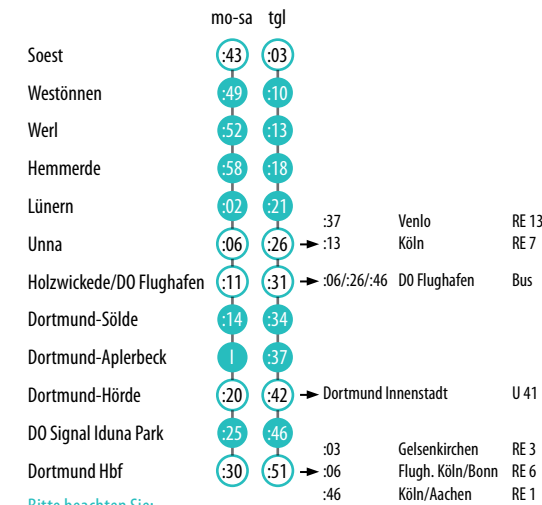 mo-sa tgl
Soest :43 :03
Westönnen :49 :10
Werl :52 :13
Hemmerde :58 :18
Lünern :02 :21
:37 Venlo RE 13
Unna :06 :26 :13 Köln RE 7
Holzwickede/DO Flughafen :11 :31 :06/:26/:46 DO Flughafen Bus
Dortmund-Sölde :14 :34
Dortmund-Aplerbeck I :37
Dortmund-Hörde :20 :42 Dortmund Innenstadt U 41
DO Signal Iduna Park :25 :46
:03 Gelsenkirchen RE 3
Dortmund Hbf :30 :51 :06 Flugh. Köln/Bonn RE 6
:46 Köln/Aachen RE 1
Bitte beachten Sie: